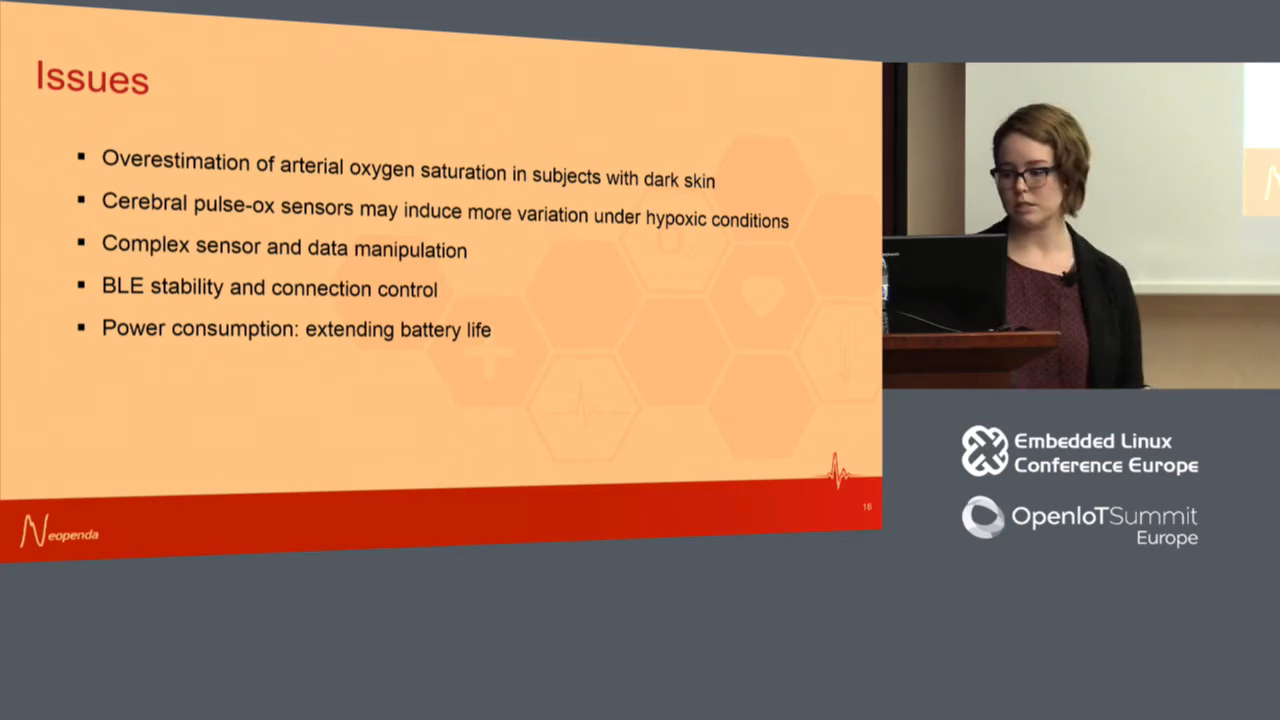 Issues
Overestimation of arterial oxygen saturation in subjects with dark skin
Cerebral pulse-ox sensors may induce more variation under hypoxic conditions
Complex sensor and data manipulation
BLE stability and connection control
Power consumption: extending battery life
16
Neopenda
Embedded Linux
Conference Europe
OpenIoTSummit
Europe